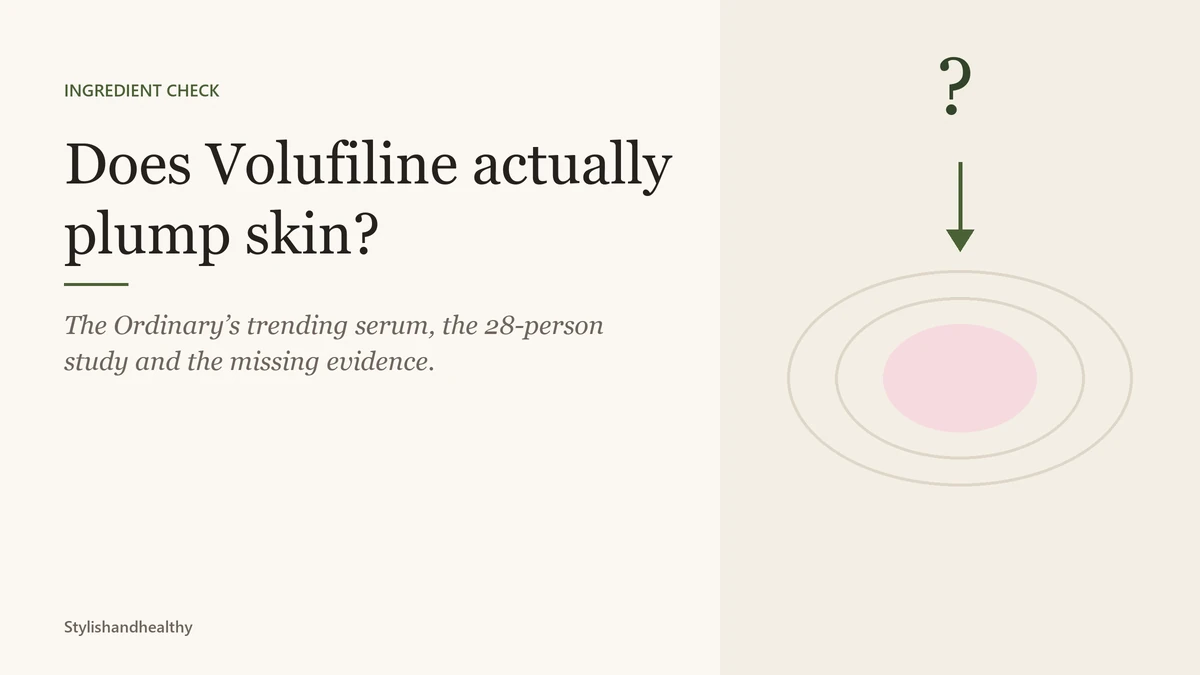 INGREDIENT CHECK
Does Volufiline actually
plump skin?
The Ordinary’s trending serum, the 28-person
study and the missing evidence.
?
Stylishandhealthy